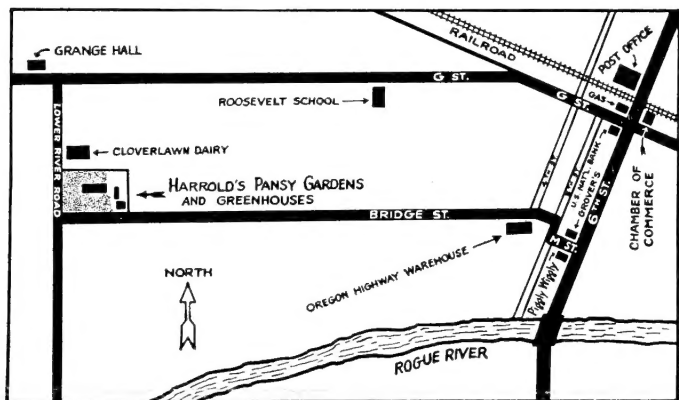 GRANGE HALL
RAILROAD
POST OFFICE
G ST.
GAS
G ST.
ROOSEVELT SCHOOL
LOWER RIVER ROAD
CLOVERLAWN DAIRY
U.S. NAT'L. BANK
GROVER'S
6TH ST.
CHAMBER OF
COMMERCE
HARROLD'S PANSY GARDENS
AND GREENHOUSES
BRIDGE ST.
M ST.
Piggly Wiggly
OREGON HIGHWAY WAREHOUSE
NORTH
ROGUE RIVER